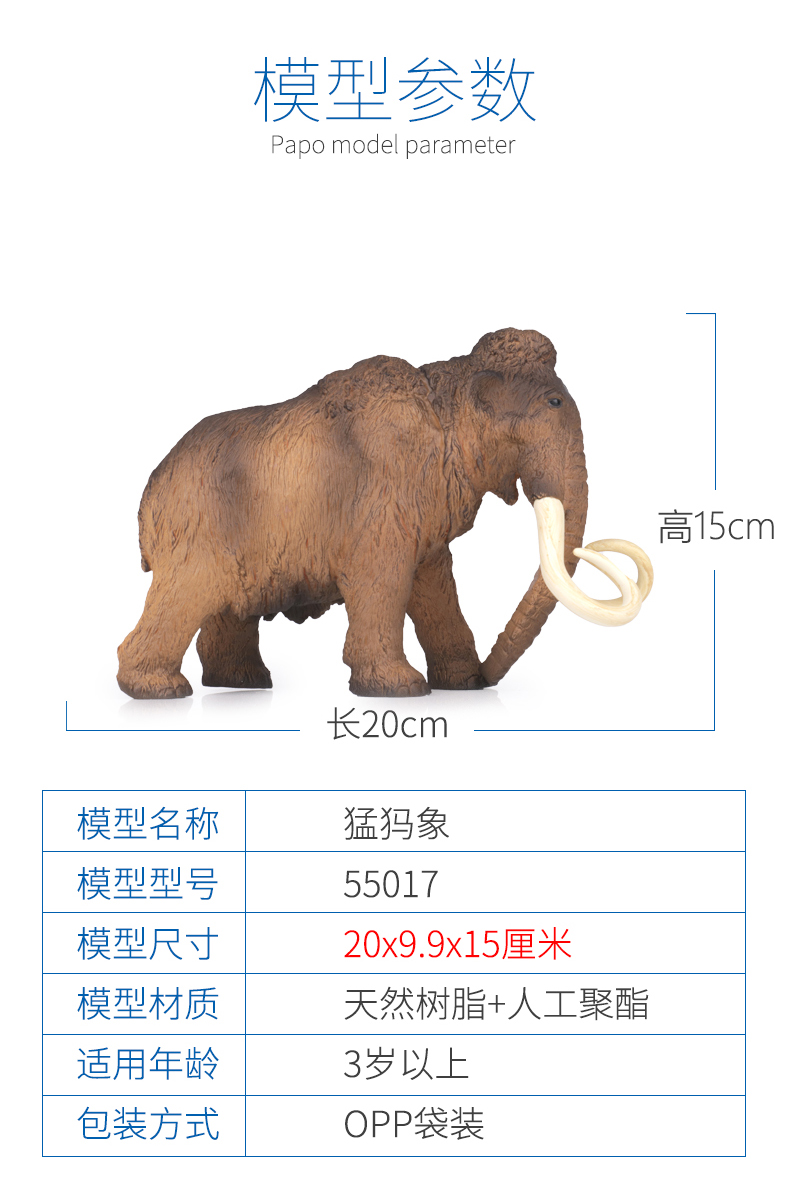 模型参数
Papo model parameter
高15cm
长20cm
模型名称 猛犸象
模型型号 55017
模型尺寸 20x9.9x15厘米
模型材质 天然树脂+人工聚酯
适用年龄 3岁以上
包装方式 OPP袋装